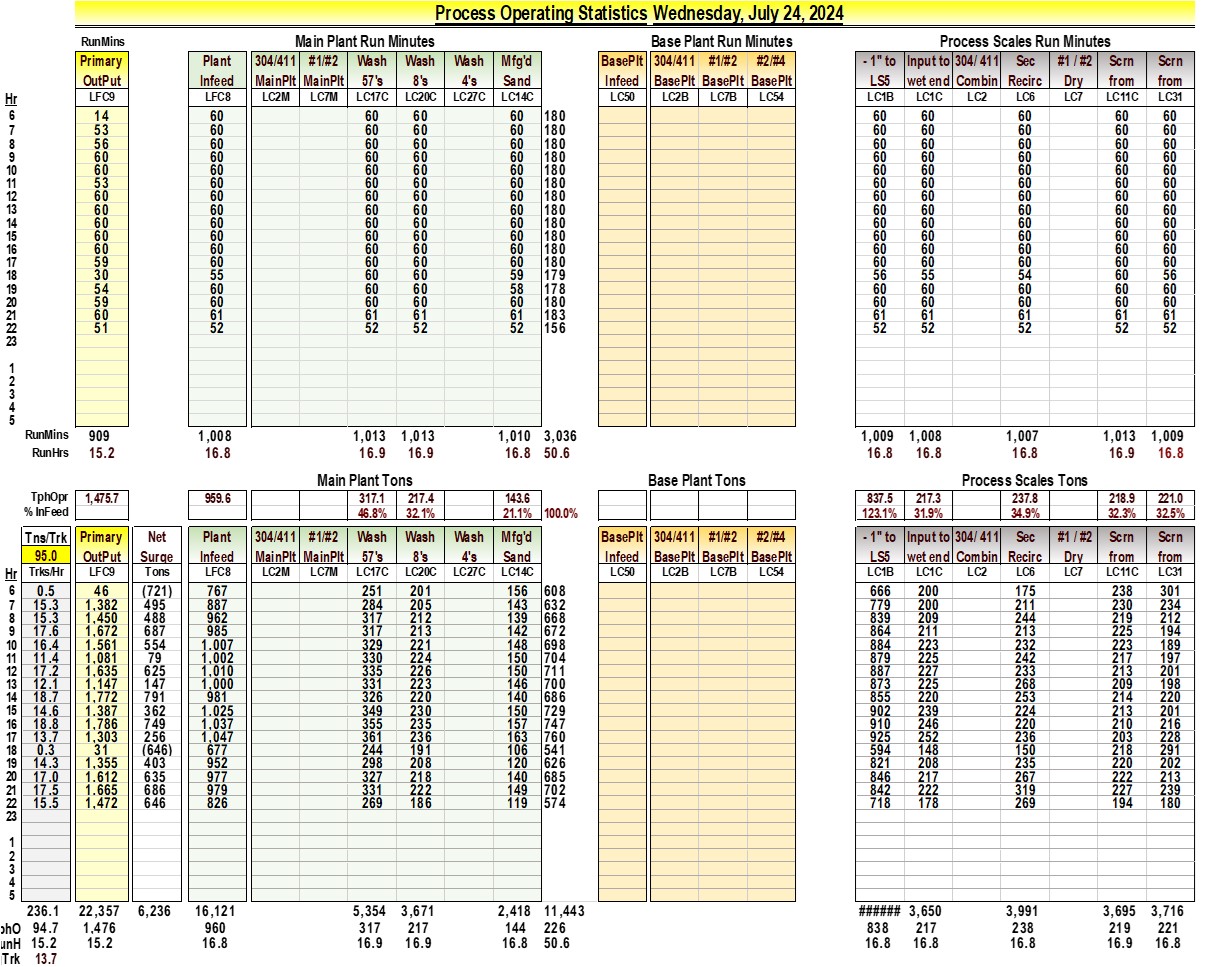 Process Operating Statistics Wednesday, July 24, 2024
RunMins Main Plant Run Minutes Base Plant Run Minutes Process Scales Run Minutes
Primary Plant 304/411 #1/#2 Wash Wash Wash Mfg'd BasePlt 304/411 #1/#2 #2/#4 - 1" to Input to 304/ 411 Sec #1 / #2 Scrn Scrn
OutPut Infeed MainPlt MainPlt 57's 8's 4's Sand Infeed BasePlt BasePlt BasePlt LS5 wet end Combin Recirc Dry from from
Hr LFC9 LFC8 LC2M LC7M LC17C LC20C LC27C LC14C LC50 LC2B LC7B LC54 LC1B LC1C LC2 LC6 LC7 LC11C LC31
6 14 60 60 60 60 180 60 60 60 60 60
7 53 60 60 60 60 180 60 60 60 60 60
8 56 60 60 60 60 180 60 60 60 60 60
9 60 60 60 60 60 180 60 60 60 60 60
10 60 60 60 60 60 180 60 60 60 60 60
11 53 60 60 60 60 180 60 60 60 60 60
12 60 60 60 60 60 180 60 60 60 60 60
13 60 60 60 60 60 180 60 60 60 60 60
14 60 60 60 60 60 180 60 60 60 60 60
15 60 60 60 60 60 180 60 60 60 60 60
16 60 60 60 60 60 180 60 60 60 60 60
17 59 60 60 60 60 180 60 60 60 60 60
18 30 55 60 60 59 179 56 55 54 60 56
19 54 60 60 60 58 178 60 60 60 60 60
20 59 60 60 60 60 180 60 60 60 60 60
21 60 61 61 61 61 183 61 61 61 61 61
22 51 52 52 52 52 156 52 52 52 52 52
23
1
2
3
4
5
RunMins 909 1,008 1,013 1,013 1,010 3,036 1,009 1,008 1,007 1,013 1,009
RunHrs 15.2 16.8 16.9 16.9 16.8 50.6 16.8 16.8 16.8 16.9 16.8
Main Plant Tons Base Plant Tons Process Scales Tons
TphOpr 1,475.7 959.6 317.1 217.4 143.6 837.5 217.3 237.8 218.9 221.0
% InFeed 46.8% 32.1% 21.1% 100.0% 123.1% 31.9% 34.9% 32.3% 32.5%
Tns/Trk Primary Net Plant 304/411 #1/#2 Wash Wash Wash Mfg'd BasePlt 304/411 #1/#2 #2/#4 - 1" to Input to 304/ 411 Sec #1 / #2 Scrn Scrn
95.0 OutPut Surge Infeed MainPlt MainPlt 57's 8's 4's Sand Infeed BasePlt BasePlt BasePlt LS5 wet end Combin Recirc Dry from from
Hr Trks/Hr LFC9 Tons LFC8 LC2M LC7M LC17C LC20C LC27C LC14C LC50 LC2B LC7B LC54 LC1B LC1C LC2 LC6 LC7 LC11C LC31
6 0.5 46 (721) 767 251 201 156 608 666 200 175 238 301
7 15.3 1,382 495 887 284 205 143 632 779 200 211 230 234
8 15.3 1,450 488 962 317 212 139 668 839 209 244 219 212
9 17.6 1,672 687 985 317 213 142 672 864 211 213 225 194
10 16.4 1,561 554 1,007 329 221 148 698 884 223 232 223 189
11 11.4 1,081 79 1,002 330 224 150 704 879 225 242 217 197
12 17.2 1,635 625 1,010 335 226 150 711 887 227 233 213 201
13 12.1 1,147 147 1,000 331 223 146 700 873 225 268 209 198
14 18.7 1,772 791 981 326 220 140 686 855 220 253 214 220
15 14.6 1,387 362 1,025 349 230 150 729 902 239 224 213 201
16 18.8 1,786 749 1,037 355 235 157 747 910 246 220 210 216
17 13.7 1,303 256 1,047 361 236 163 760 925 252 236 203 228
18 0.3 31 (646) 677 244 191 106 541 594 148 150 218 291
19 14.3 1,355 403 952 298 208 120 626 821 208 235 220 202
20 17.0 1,612 635 977 327 218 140 685 846 217 267 222 213
21 17.5 1,665 686 979 331 222 149 702 842 222 319 227 239
22 15.5 1,472 646 826 269 186 119 574 718 178 269 194 180
23
1
2
3
4
5
236.1 22,357 6,236 16,121 5,354 3,671 2,418 11,443 ###### 3,650 3,991 3,695 3,716
phO 94.7 1,476 960 317 217 144 226 838 217 238 219 221
unH 15.2 15.2 16.8 16.9 16.9 16.8 50.6 16.8 16.8 16.8 16.9 16.8
Trk 13.7